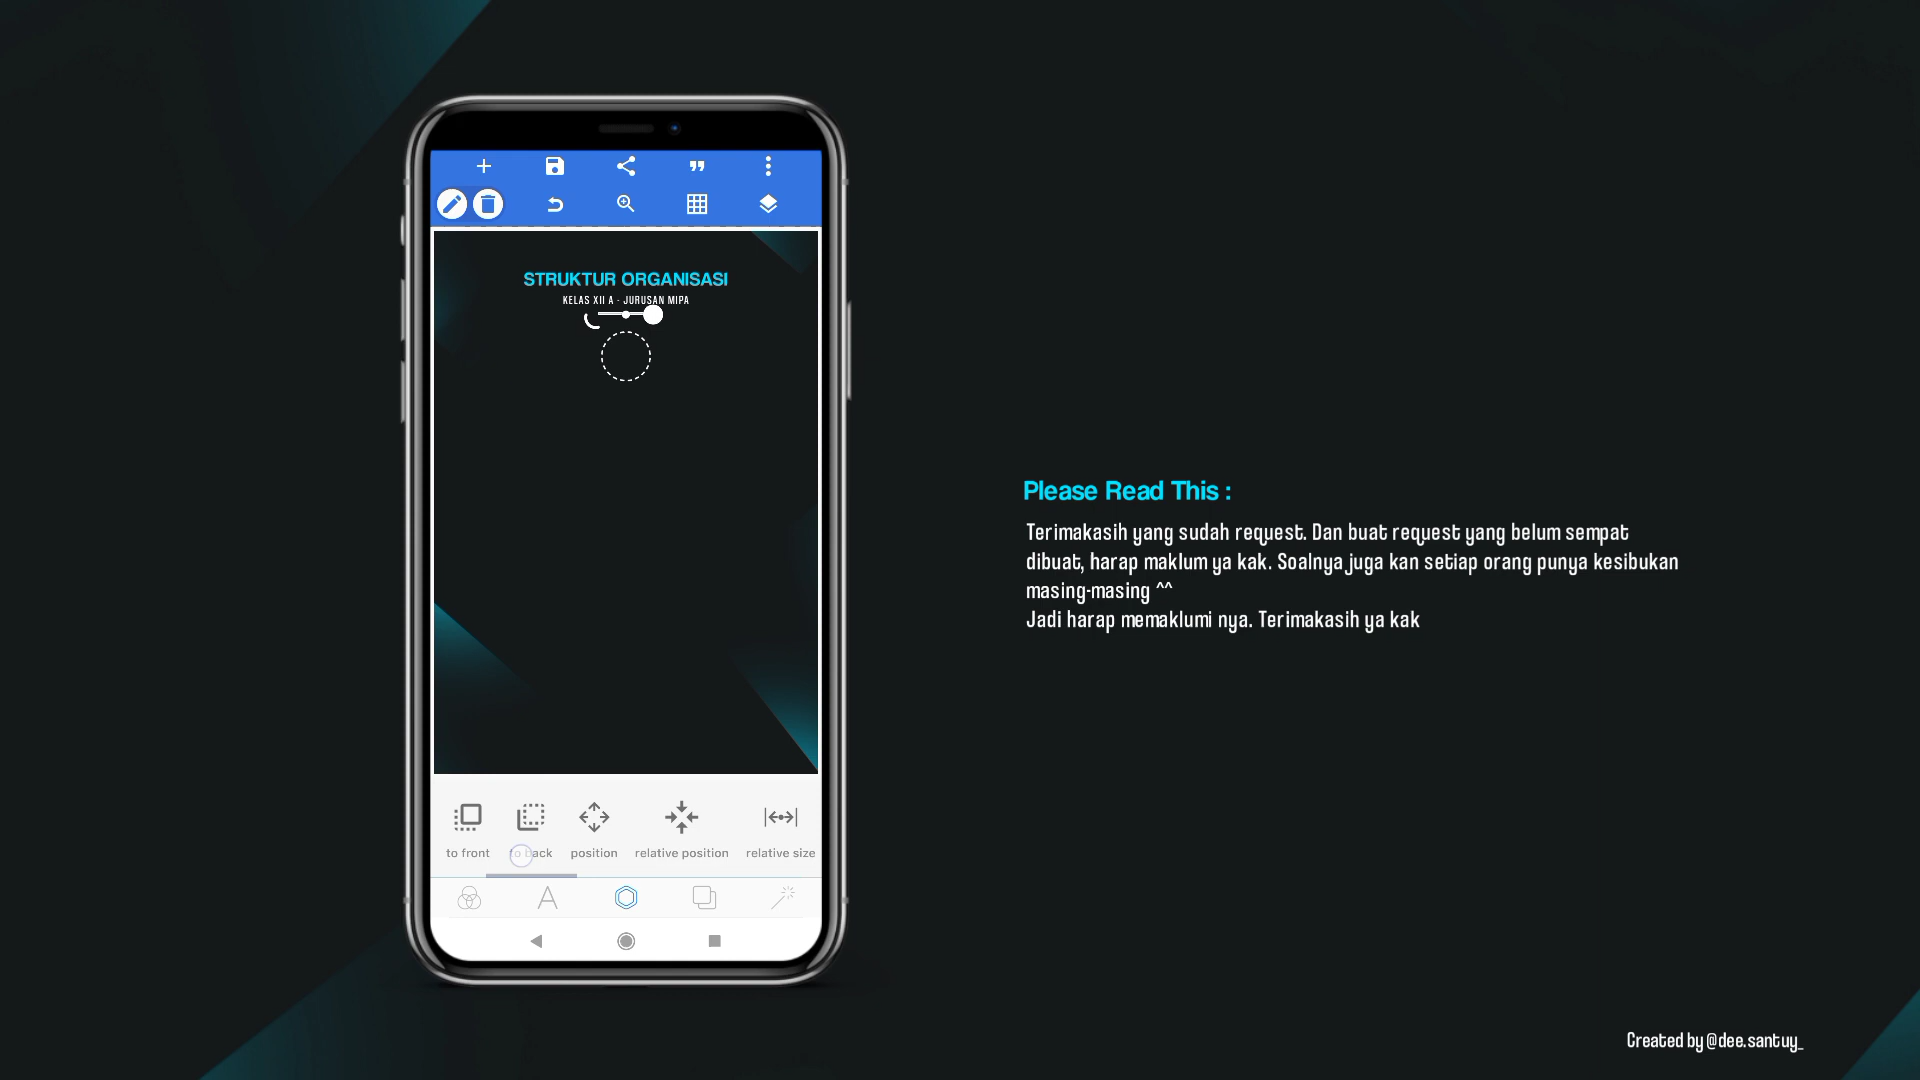 STRUKTUR ORGANISASI
KELAS XII A - JURUSAN MIPA
to front
to back
position
relative position
relative size
Please Read This :
Terimakasih yang sudah request. Dan buat request yang belum sempat
dibuat, harap maklum ya kak. Soalnya juga kan setiap orang punya kesibukan
masing-masing ^^
Jadi harap memaklumi nya. Terimakasih ya kak
Created by @dee.santuy_